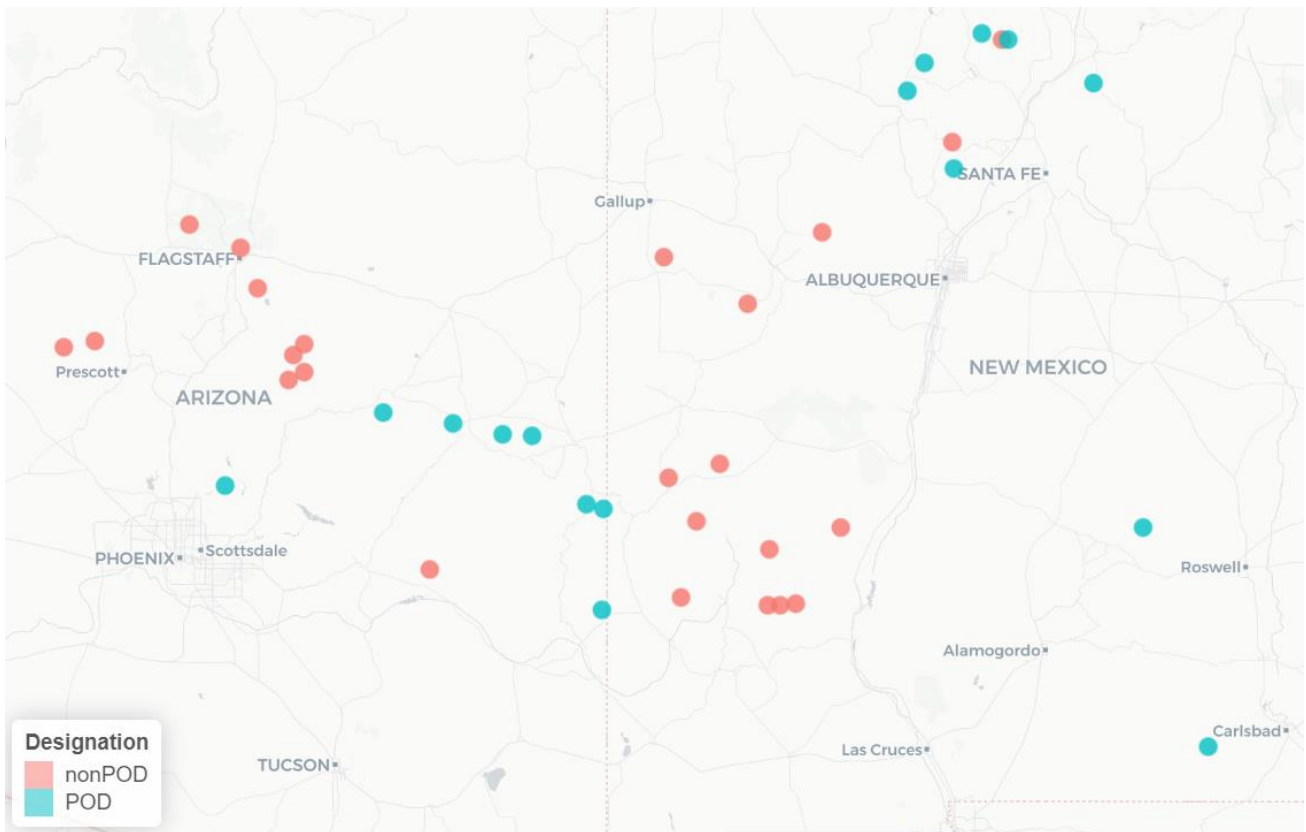 SANTA FE
Gallup
FLAGSTAFF
ALBUQUERQUE
NEW MEXICO
Prescott
ARIZONA
Scottsdale
PHOENIX
Roswell
Alamogordo
Carlsbad
Las Cruces
TUCSON
Designation
nonPOD
POD